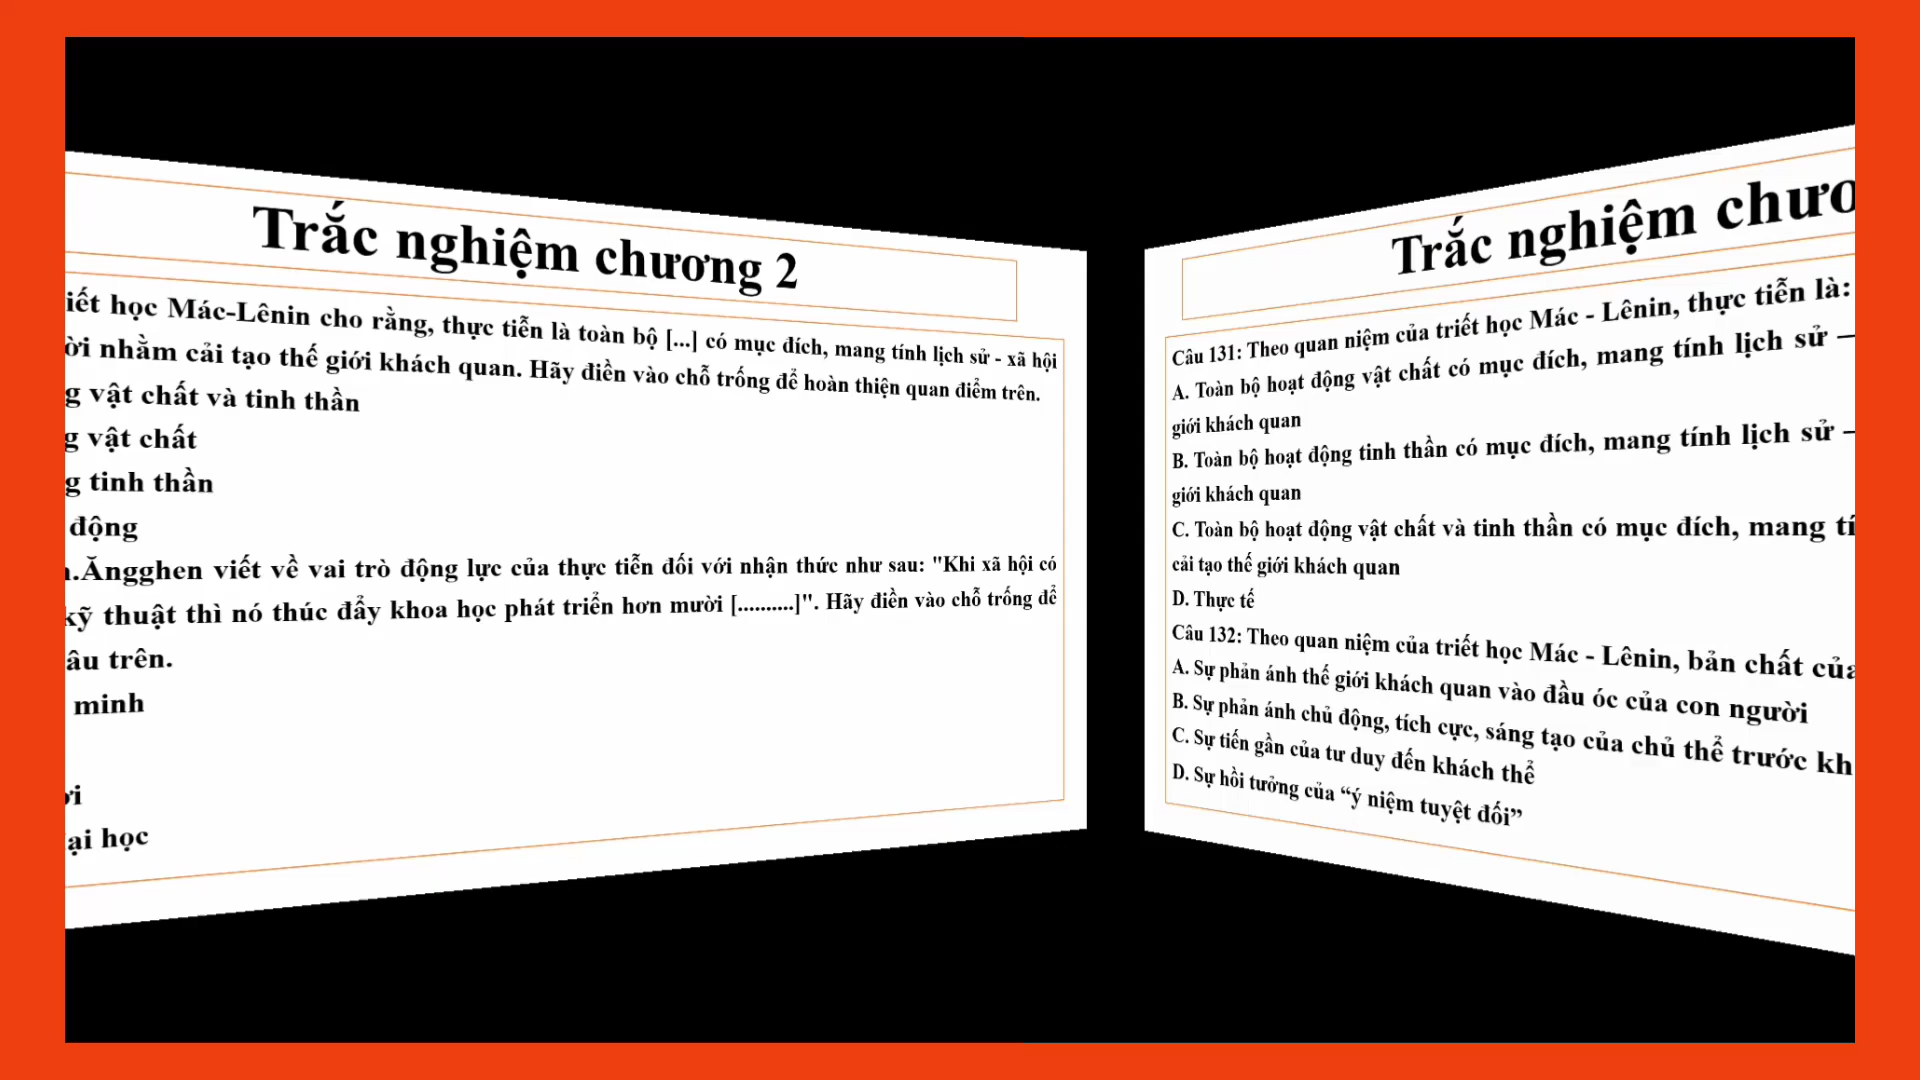 Trắc nghiệm chương 2
học Mác-Lênin cho rằng, thực tiễn là toàn bộ [...] có mục đích, mang tính lịch sử - xã hội
nhằm cải tạo thế giới khách quan. Hãy điền vào chỗ trống để hoàn thiện quan điểm trên.
vật chất và tinh thần
vật chất
tinh thần
động
Ăngghen viết về vai trò động lực của thực tiễn đối với nhận thức như sau: "Khi xã hội có
kỹ thuật thì nó thúc đẩy khoa học phát triển hơn mười [..........]". Hãy điền vào chỗ trống để
trên.
minh
học
Trắc nghiệm
Câu 131: Theo quan niệm của triết học Mác - Lênin, thực tiễn là:
A. Toàn bộ hoạt động vật chất có mục đích, mang tính lịch sử –
giới khách quan
B. Toàn bộ hoạt động tinh thần có mục đích, mang tính lịch sử –
giới khách quan
C. Toàn bộ hoạt động vật chất và tinh thần có mục đích, mang
cải tạo thế giới khách quan
D. Thực tế
Câu 132: Theo quan niệm của triết học Mác - Lênin, bản chất của
A. Sự phản ánh thế giới khách quan vào đầu óc của con người
B. Sự phản ánh chủ động, tích cực, sáng tạo của chủ thể trước
C. Sự tiến gần của tư duy đến khách thể
D. Sự hồi tưởng của “ý niệm tuyệt đối”